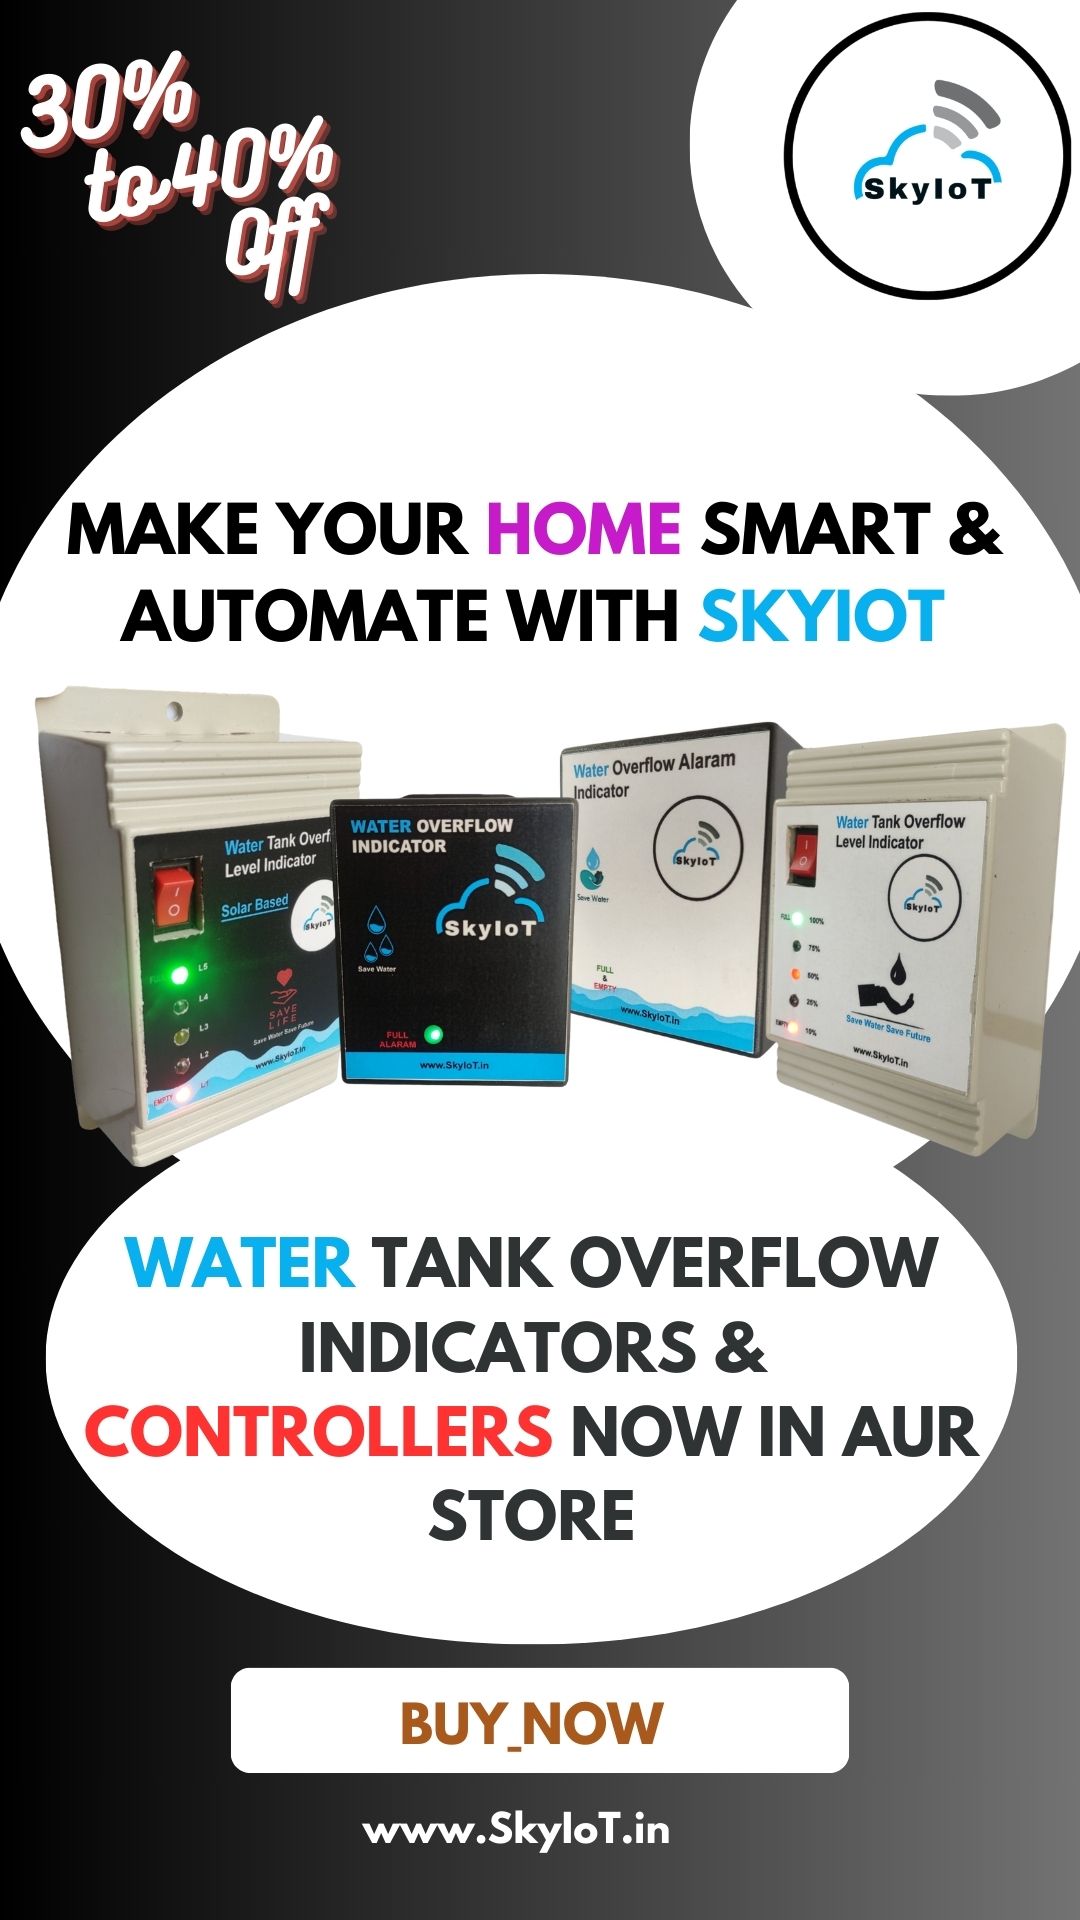 30%
to 40%
Off
SkyIoT
MAKE YOUR HOME SMART &
AUTOMATE WITH SKYIOT
Water Tank Overfl
Level Indicator
Solar Based
SkyIoT
L5
L4
L3
L2
L1
EMPTY
SAVE
LIFE
Save Water Save Future
www.SkyIoT.in
WATER OVERFLOW
INDICATOR
SkyIoT
Save Water
FULL
ALARAM
www.SkyIoT.in
Water Overflow Alaram
Indicator
SkyIoT
Save Water
FULL
&
EMPTY
www.SkyIoT.in
Water Tank Overflow
Level Indicator
SkyIoT
FULL 100%
75%
50%
25%
EMPTY 10%
Save Water Save Future
www.SkyIoT.in
WATER TANK OVERFLOW
INDICATORS &
CONTROLLERS NOW IN AUR
STORE
BUY_NOW
www.SkyIoT.in